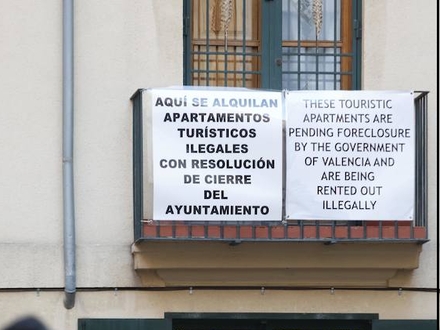 AQUÍ SE ALQUILAN
APARTAMENTOS
TURÍSTICOS
ILEGALES
CON RESOLUCIÓN
DE CIERRE
DEL
AYUNTAMIENTO
THESE TOURISTIC
APARTMENTS ARE
PENDING FORECLOSURE
BY THE GOVERNMENT
OF VALENCIA AND
ARE BEING
RENTED OUT
ILLEGALLY